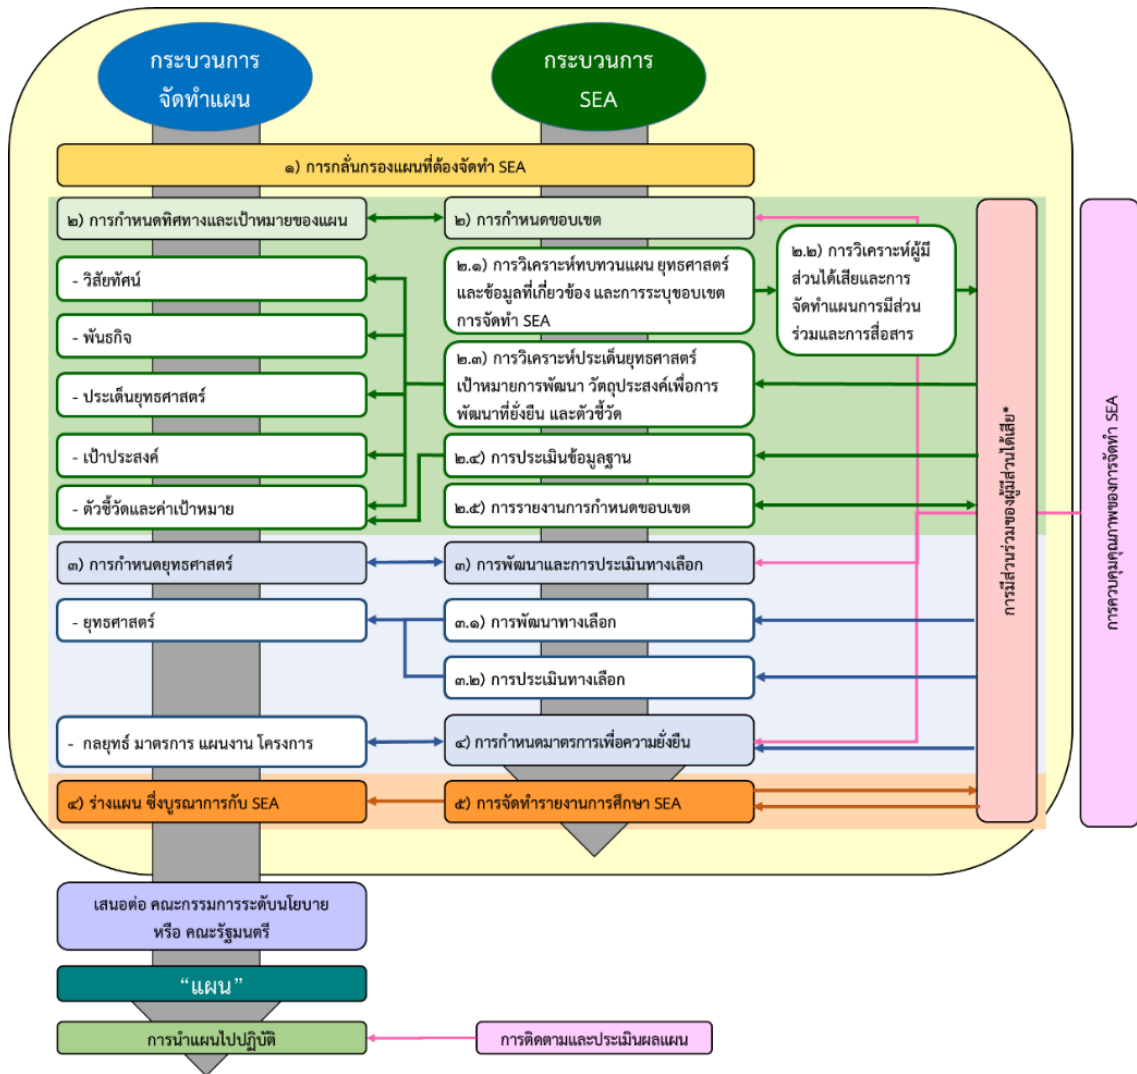 กระบวนการ
จัดทำแผน
กระบวนการ
SEA
๑) การกลั่นกรองแผนที่ต้องจัดทำ SEA
๒) การกำหนดทิศทางและเป้าหมายของแผน
๒) การกำหนดขอบเขต
- วิสัยทัศน์
- พันธกิจ
- ประเด็นยุทธศาสตร์
- เป้าประสงค์
- ตัวชี้วัดและค่าเป้าหมาย
๒.๑) การวิเคราะห์ทบทวนแผน ยุทธศาสตร์
และข้อมูลที่เกี่ยวข้อง และการระบุขอบเขต
การจัดทำ SEA
๒.๒) การวิเคราะห์ผู้มี
ส่วนได้เสียและการ
จัดทำแผนการมีส่วน
ร่วมและการสื่อสาร
๒.๓) การวิเคราะห์ประเด็นยุทธศาสตร์
เป้าหมายการพัฒนา วัตถุประสงค์เพื่อการ
พัฒนาที่ยั่งยืน และตัวชี้วัด
๒.๔) การประเมินข้อมูลฐาน
๒.๕) การรายงานการกำหนดขอบเขต
๓) การกำหนดยุทธศาสตร์
๓) การพัฒนาและการประเมินทางเลือก
- ยุทธศาสตร์
๓.๑) การพัฒนาทางเลือก
๓.๒) การประเมินทางเลือก
- กลยุทธ์ มาตรการ แผนงาน โครงการ
๔) การกำหนดมาตรการเพื่อความยั่งยืน
๔) ร่างแผน ซึ่งบูรณาการกับ SEA
๕) การจัดทำรายงานการศึกษา SEA
การมีส่วนร่วมของผู้มีส่วนได้เสีย*
การควบคุมคุณภาพของการจัดทำ SEA
เสนอต่อ คณะกรรมการระดับนโยบาย
หรือ คณะรัฐมนตรี
“แผน”
การนำแผนไปปฏิบัติ
การติดตามและประเมินผลแผน